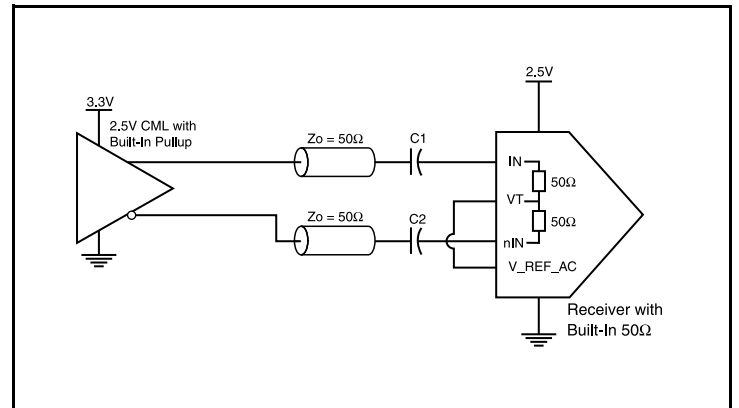 2.5V
3.3V
2.5V CML with
Built-In Pullup
Zo = 50Ω
C1
IN
50Ω
VT
50Ω
Zo = 50Ω
C2
nIN
V_REF_AC
Receiver with
Built-In 50Ω